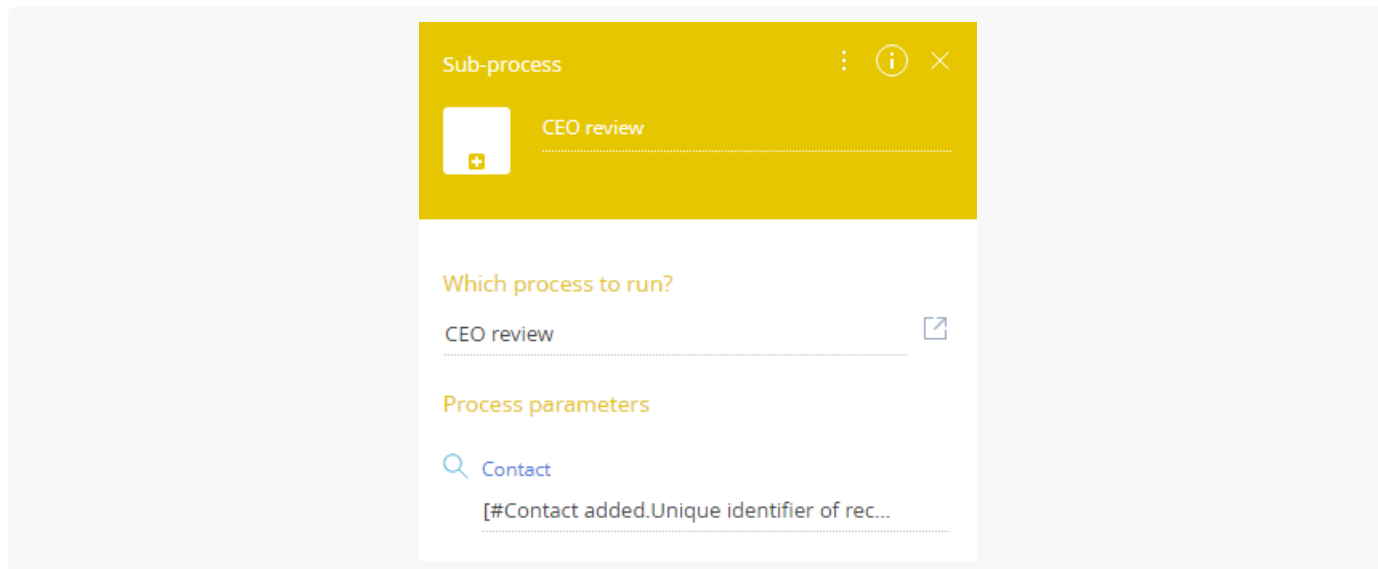 Sub-process
CEO review
Which process to run?
CEO review
Process parameters
Contact
[#Contact added.Unique identifier of rec...